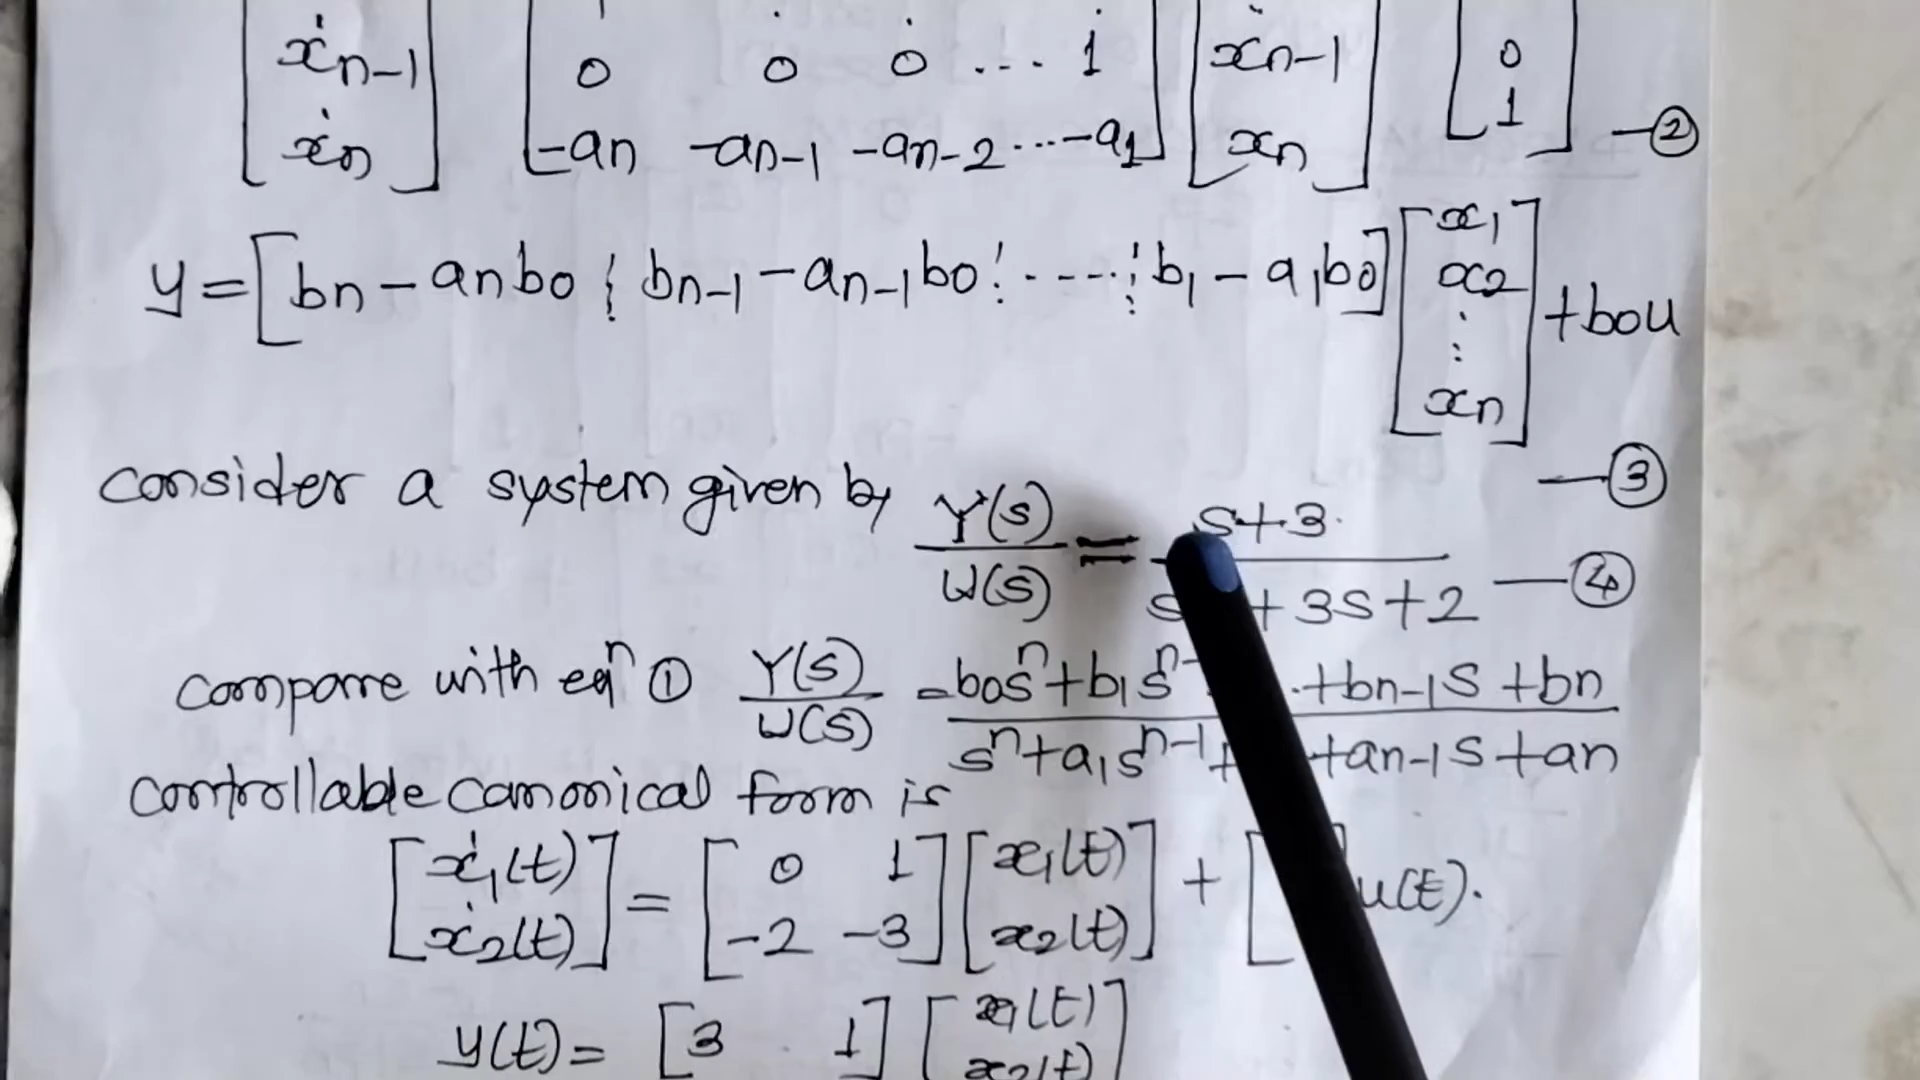 ẋn-1 0 0 0 ... 1 xn-1 0
ẋn -an -an-1 -an-2 ... -a1 xn 1 —②
y = [bn - anbo ⋮ bn-1 - an-1bo ⋮ ---- ⋮ b1 - a1bo] [x1 x2 ⋮ xn] + bou
—③
consider a system given by Y(s)/U(s) = s+3 / s + 3s + 2 —④
compare with eqn ① Y(s)/U(s) = bos^n + b1s^n- . + bn-1s + bn / s^n + a1s^n-1 + + an-1s + an
controllable canonical form is
[ẋ1(t) ẋ2(t)] = [0 1 -2 -3] [x1(t) x2(t)] + [ u(t).
y(t) = [3 1] [x1(t) x2(t)]